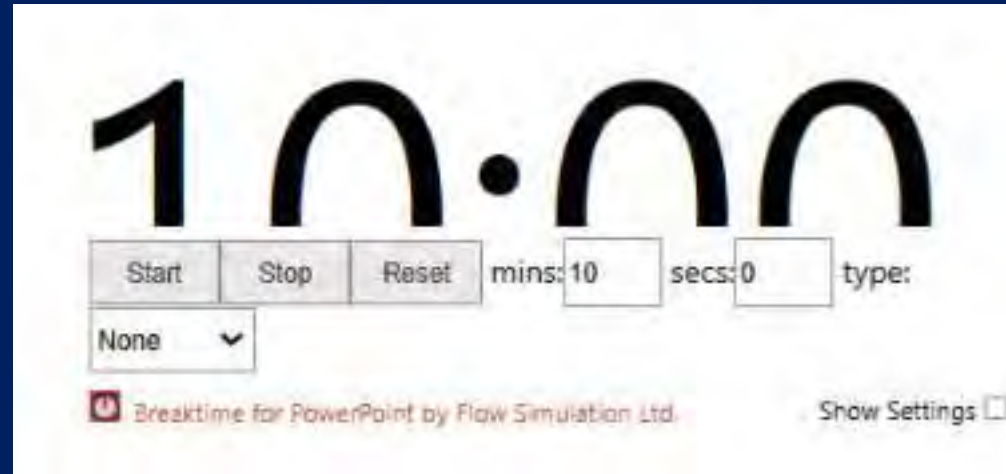 10:00
Start Stop Reset mins: 10 secs: 0 type:
None
Breaktime for PowerPoint by Flow Simulation Ltd.
Show Settings